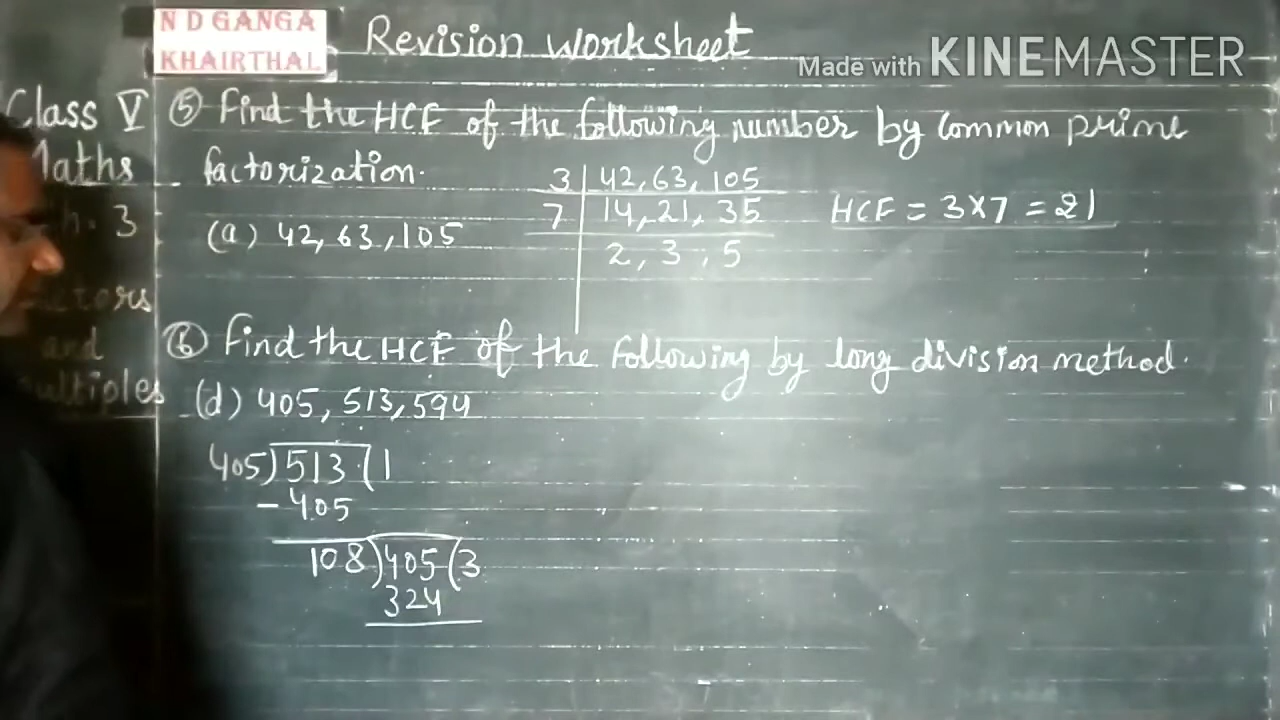 N D GANGA
KHAIRTHAL
Revision Worksheet
Made with KINEMASTER
Class V
Maths
Ch. 3
Factors
and
multiples
⑤ Find the HCF of the following number by common prime
factorization.
(a) 42, 63, 105
3 | 42, 63, 105
7 | 14, 21, 35
2, 3, 5
HCF = 3×7 = 21
⑥ Find the HCF of the following by long division method.
(d) 405, 513, 594
405) 513 (1
- 405
108) 405 (3
324